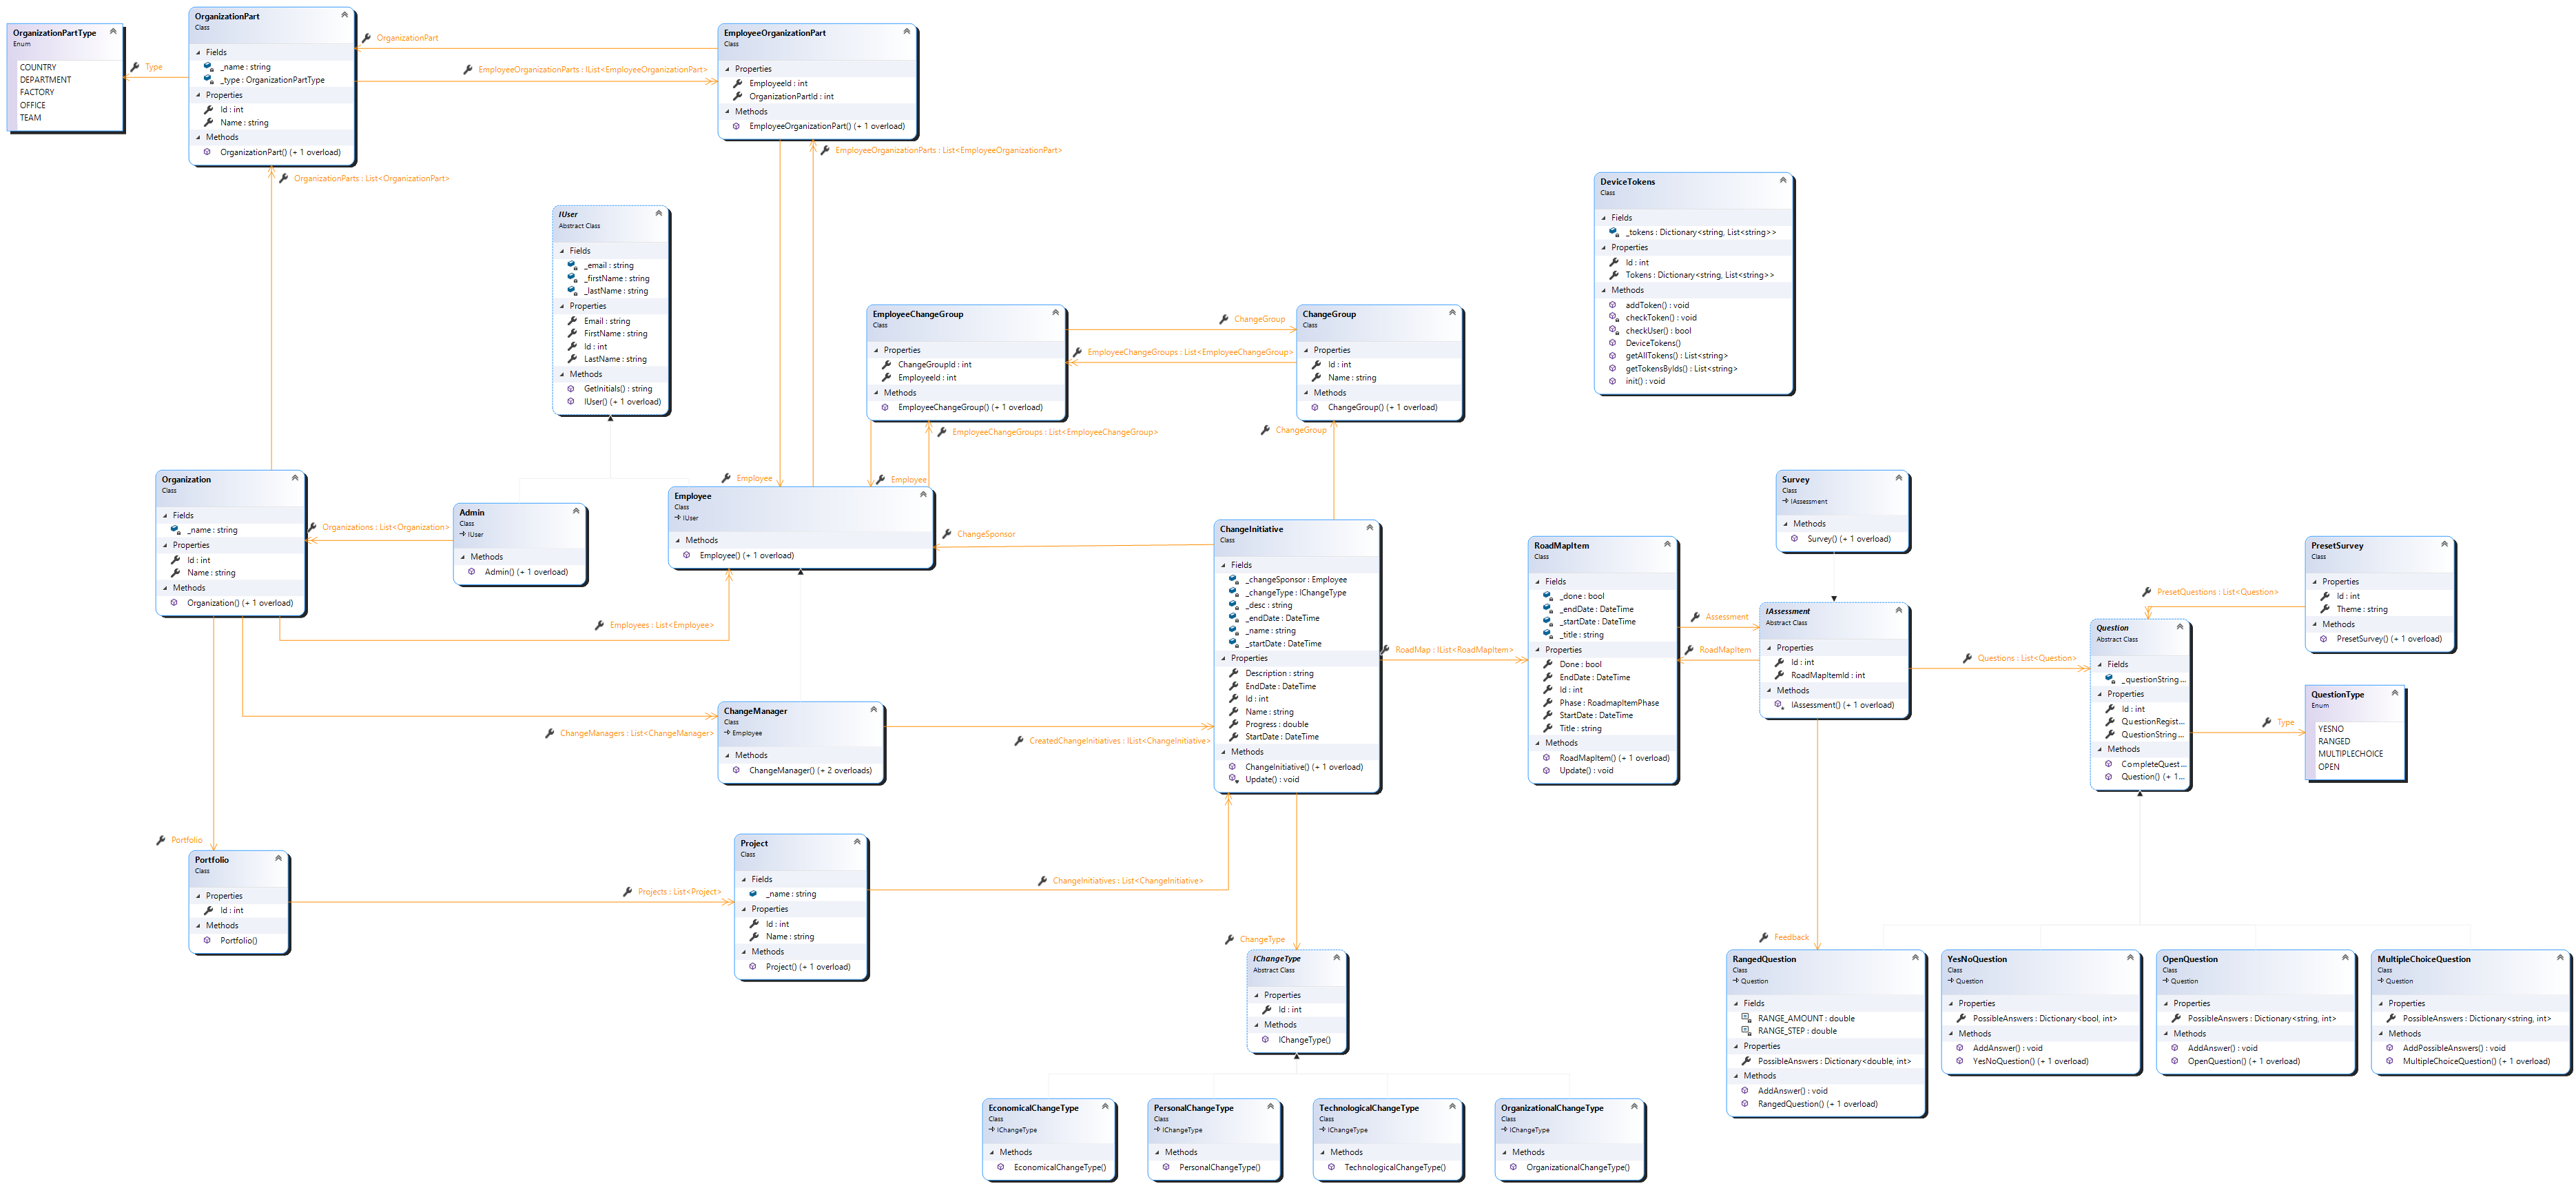 OrganizationPartType
Enum
COUNTRY
DEPARTMENT
FACTORY
OFFICE
TEAM
Type
OrganizationPart
Class
Fields
_name : string
_type : OrganizationPartType
Properties
Id : int
Name : string
Methods
OrganizationPart() (+ 1 overload)
OrganizationPart
EmployeeOrganizationParts : IList<EmployeeOrganizationPart>
EmployeeOrganizationPart
Class
Properties
EmployeeId : int
OrganizationPartId : int
Methods
EmployeeOrganizationPart() (+ 1 overload)
EmployeeOrganizationParts : List<EmployeeOrganizationPart>
OrganizationParts : List<OrganizationPart>
IUser
Abstract Class
Fields
_email : string
_firstName : string
_lastName : string
Properties
Email : string
FirstName : string
Id : int
LastName : string
Methods
GetInitials() : string
IUser() (+ 1 overload)
DeviceTokens
Class
Fields
_tokens : Dictionary<string, List<string>>
Properties
Id : int
Tokens : Dictionary<string, List<string>>
Methods
addToken() : void
checkToken() : void
checkUser() : bool
DeviceTokens()
getAllTokens() : List<string>
getTokensByIds() : List<string>
init() : void
EmployeeChangeGroup
Class
Properties
ChangeGroupId : int
EmployeeId : int
Methods
EmployeeChangeGroup() (+ 1 overload)
ChangeGroup
EmployeeChangeGroups : List<EmployeeChangeGroup>
ChangeGroup
Class
Properties
Id : int
Name : string
Methods
ChangeGroup() (+ 1 overload)
EmployeeChangeGroups : List<EmployeeChangeGroup>
ChangeGroup
Organization
Class
Fields
_name : string
Properties
Id : int
Name : string
Methods
Organization() (+ 1 overload)
Organizations : List<Organization>
Admin
Class
IUser
Methods
Admin() (+ 1 overload)
Employee
Employee
Employee
Class
IUser
Methods
Employee() (+ 1 overload)
ChangeSponsor
Employees : List<Employee>
ChangeInitiative
Class
Fields
_changeSponsor : Employee
_changeType : IChangeType
_desc : string
_endDate : DateTime
_name : string
_startDate : DateTime
Properties
Description : string
EndDate : DateTime
Id : int
Name : string
Progress : double
StartDate : DateTime
Methods
ChangeInitiative() (+ 1 overload)
Update() : void
RoadMap : IList<RoadMapItem>
RoadMapItem
Class
Fields
_done : bool
_endDate : DateTime
_startDate : DateTime
_title : string
Properties
Done : bool
EndDate : DateTime
Id : int
Phase : RoadmapItemPhase
StartDate : DateTime
Title : string
Methods
RoadMapItem() (+ 1 overload)
Update() : void
Assessment
RoadMapItem
Survey
Class
IAssessment
Methods
Survey() (+ 1 overload)
IAssessment
Abstract Class
Properties
Id : int
RoadMapItemId : int
Methods
IAssessment() (+ 1 overload)
Questions : List<Question>
PresetQuestions : List<Question>
PresetSurvey
Class
Properties
Id : int
Theme : string
Methods
PresetSurvey() (+ 1 overload)
Question
Abstract Class
Fields
_questionString ...
Properties
Id : int
QuestionRegist...
QuestionString ...
Methods
CompleteQuest...
Question() (+ 1...
Type
QuestionType
Enum
YESNO
RANGED
MULTIPLECHOICE
OPEN
ChangeManagers : List<ChangeManager>
ChangeManager
Class
Employee
Methods
ChangeManager() (+ 2 overloads)
CreatedChangeInitiatives : IList<ChangeInitiative>
Portfolio
Portfolio
Class
Properties
Id : int
Methods
Portfolio()
Projects : List<Project>
Project
Class
Fields
_name : string
Properties
Id : int
Name : string
Methods
Project() (+ 1 overload)
ChangeInitiatives : List<ChangeInitiative>
ChangeType
IChangeType
Abstract Class
Properties
Id : int
Methods
IChangeType()
Feedback
RangedQuestion
Class
Question
Fields
RANGE_AMOUNT : double
RANGE_STEP : double
Properties
PossibleAnswers : Dictionary<double, int>
Methods
AddAnswer() : void
RangedQuestion() (+ 1 overload)
YesNoQuestion
Class
Question
Properties
PossibleAnswers : Dictionary<bool, int>
Methods
AddAnswer() : void
YesNoQuestion() (+ 1 overload)
OpenQuestion
Class
Question
Properties
PossibleAnswers : Dictionary<string, int>
Methods
AddAnswer() : void
OpenQuestion() (+ 1 overload)
MultipleChoiceQuestion
Class
Question
Properties
PossibleAnswers : Dictionary<string, int>
Methods
AddPossibleAnswers() : void
MultipleChoiceQuestion() (+ 1 overload)
EconomicalChangeType
Class
IChangeType
Methods
EconomicalChangeType()
PersonalChangeType
Class
IChangeType
Methods
PersonalChangeType()
TechnologicalChangeType
Class
IChangeType
Methods
TechnologicalChangeType()
OrganizationalChangeType
Class
IChangeType
Methods
OrganizationalChangeType()